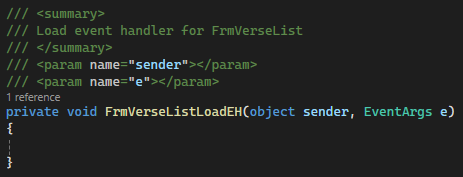 /// <summary>
/// Load event handler for FrmVerseList
/// </summary>
/// <param name="sender"></param>
/// <param name="e"></param>
1 reference
private void FrmVerseListLoadEH(object sender, EventArgs e)
{
}